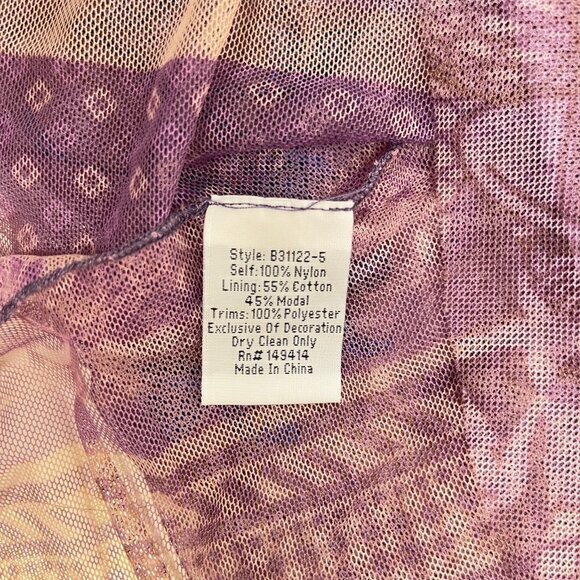 Style: B31122-5
Self: 100% Nylon
Lining: 55% Cotton
45% Modal
Trims: 100% Polyester
Exclusive Of Decoration
Dry Clean Only
Rn# 149414
Made In China